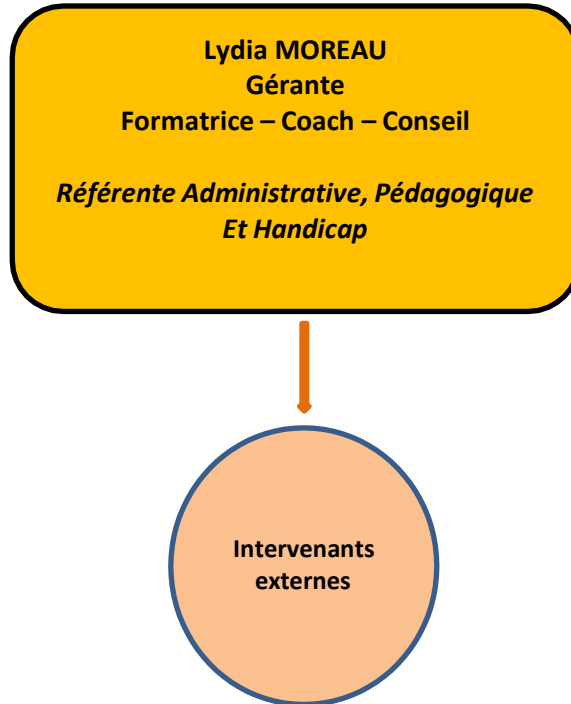 Lydia MOREAU
Gérante
Formatrice – Coach – Conseil
Référente Administrative, Pédagogique
Et Handicap
Intervenants
externes